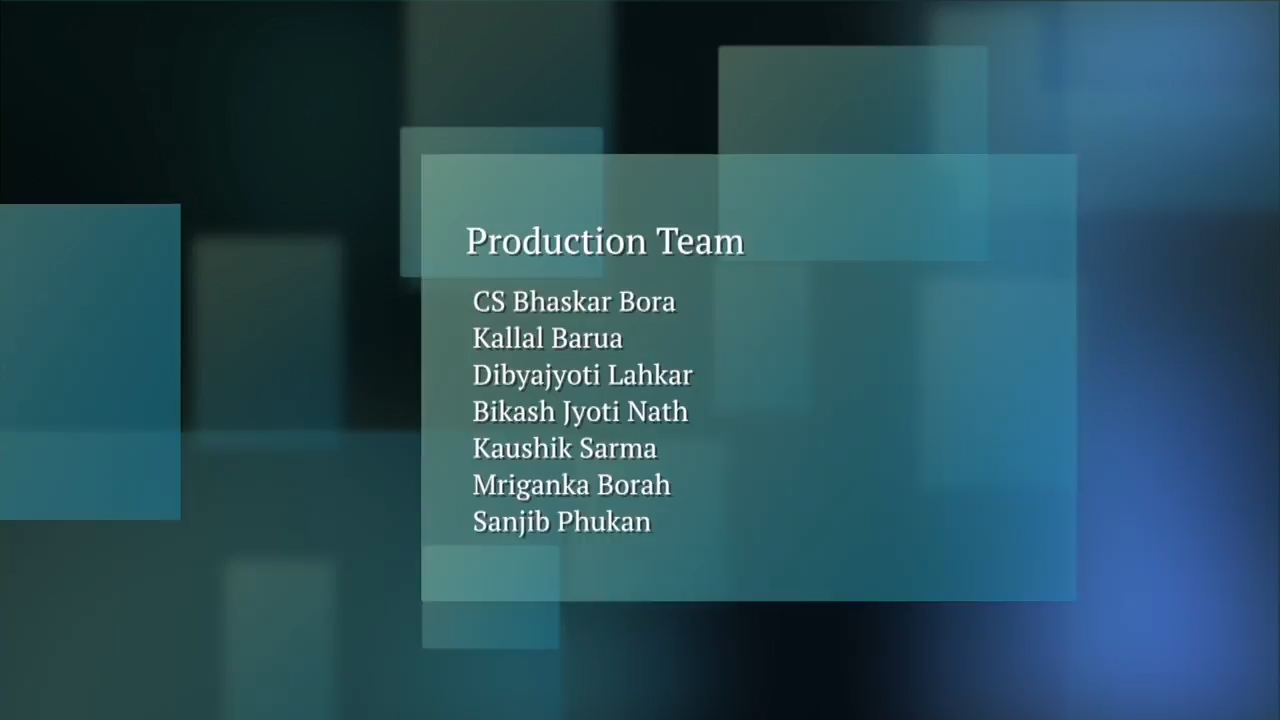 Production Team
CS Bhaskar Bora
Kallal Barua
Dibyajyoti Lahkar
Bikash Jyoti Nath
Kaushik Sarma
Mriganka Borah
Sanjib Phukan